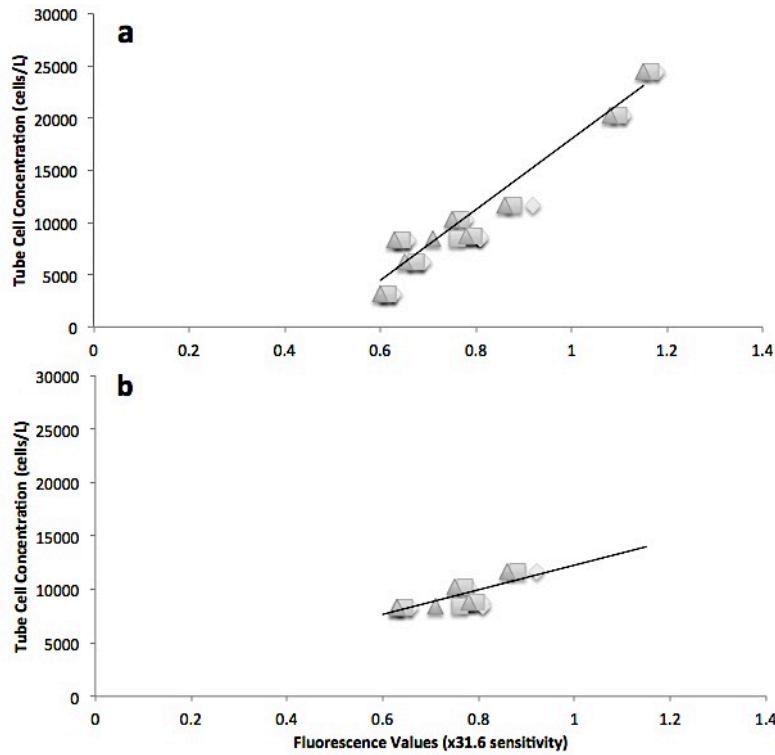 a
Tube Cell Concentration (cells/L)
30000
25000
20000
15000
10000
5000
0
0 0.2 0.4 0.6 0.8 1 1.2 1.4
b
Tube Cell Concentration (cells/L)
30000
25000
20000
15000
10000
5000
0
0 0.2 0.4 0.6 0.8 1 1.2 1.4
Fluorescence Values (x31.6 sensitivity)